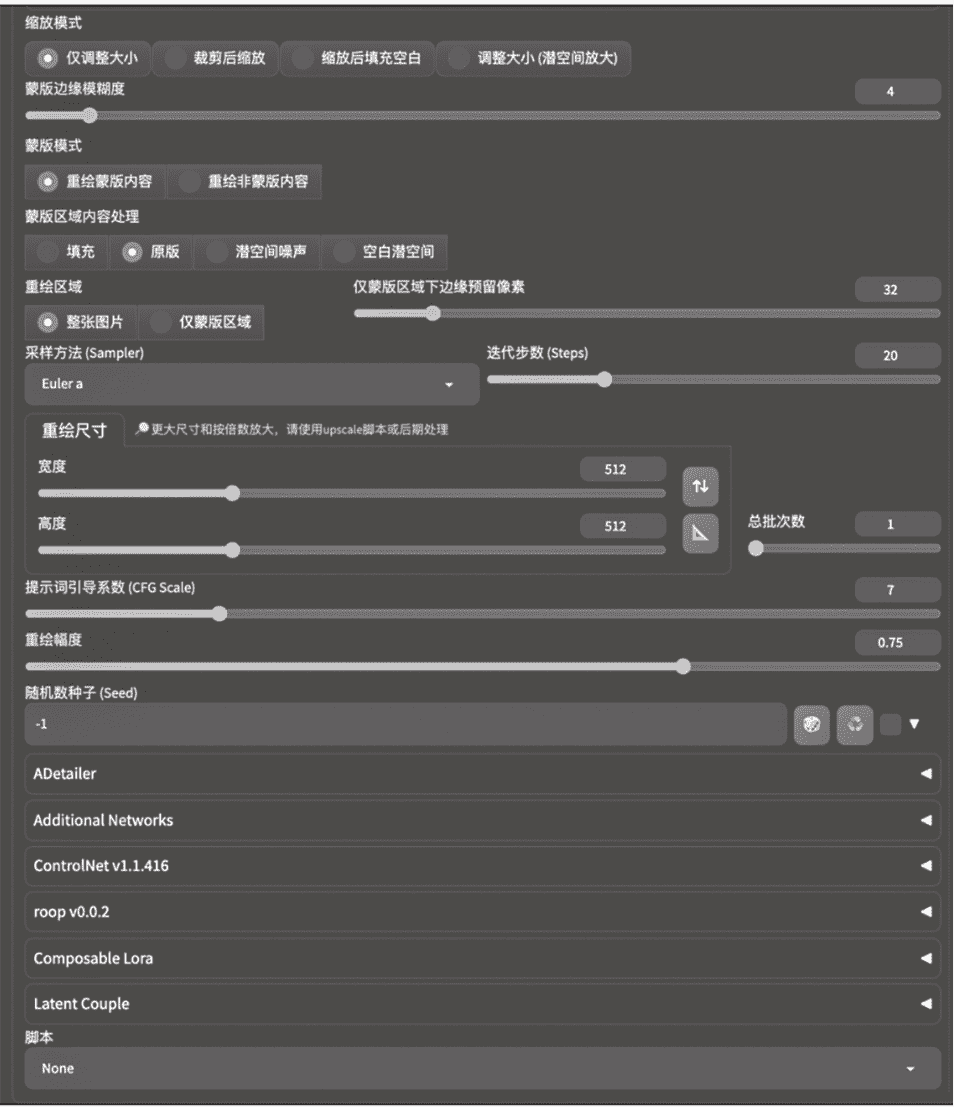 缩放模式
仅调整大小 裁剪后缩放 缩放后填充空白 调整大小 (潜空间放大)
蒙版边缘模糊度 4
蒙版模式
重绘蒙版内容 重绘非蒙版内容
蒙版区域内容处理
填充 原版 潜空间噪声 空白潜空间
重绘区域 仅蒙版区域下边缘预留像素 32
整张图片 仅蒙版区域
采样方法 (Sampler) 迭代步数 (Steps) 20
Euler a
重绘尺寸 更大尺寸和按倍数放大，请使用upscale脚本或后期处理
宽度 512
高度 512 总批次数 1
提示词引导系数 (CFG Scale) 7
重绘幅度 0.75
随机数种子 (Seed)
-1
ADetailer
Additional Networks
ControlNet v1.1.416
roop v0.0.2
Composable Lora
Latent Couple
脚本
None